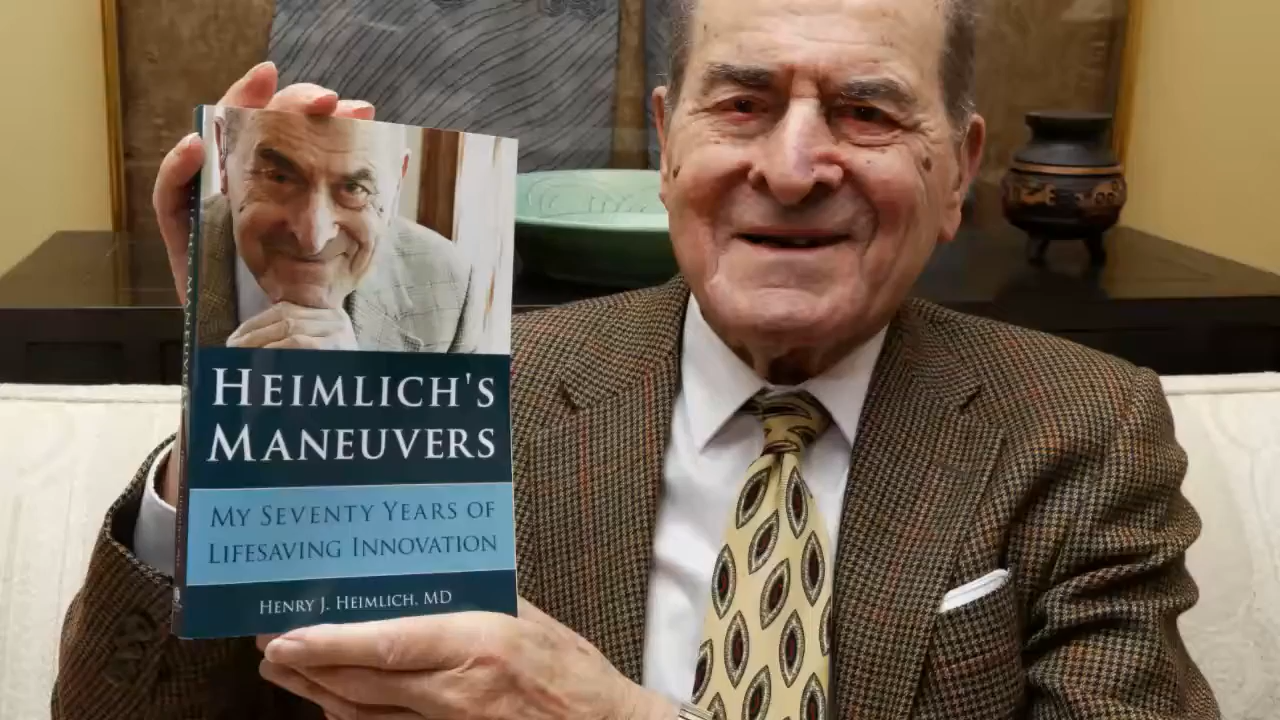 HEIMLICH'S
MANEUVERS
MY SEVENTY YEARS OF
LIFESAVING INNOVATION
HENRY J. HEIMLICH, MD